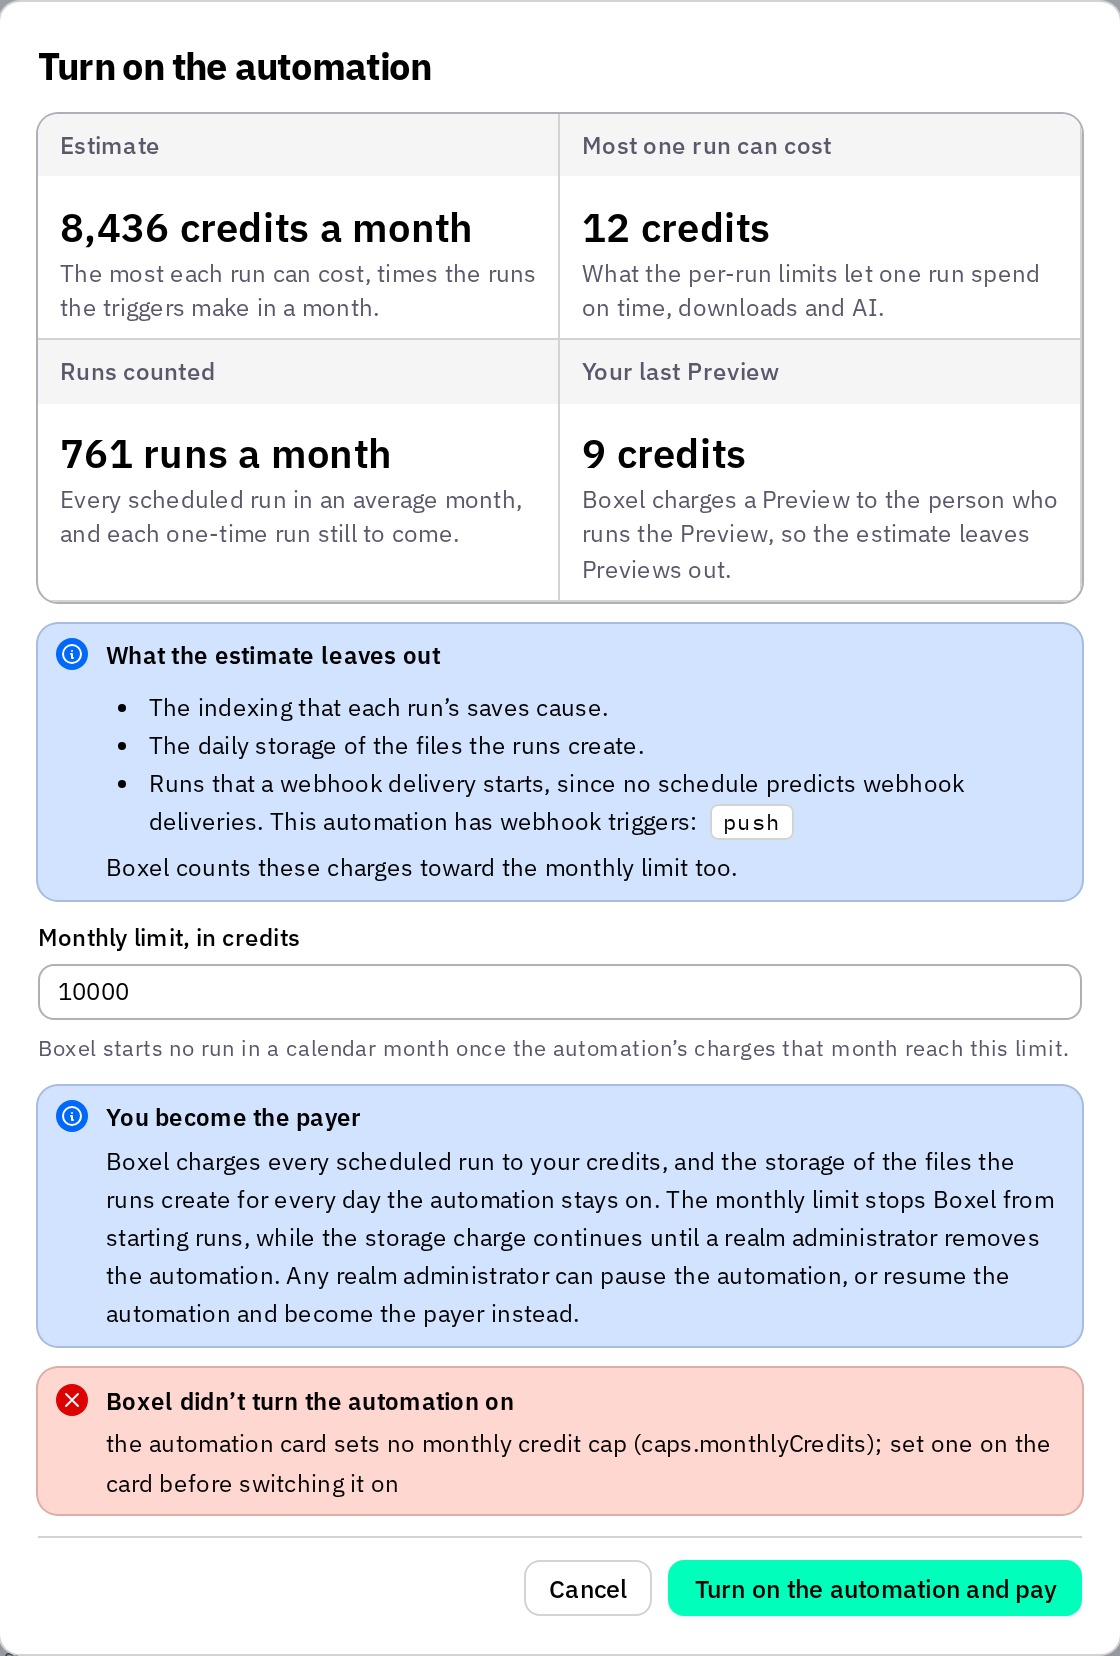 Turn on the automation
Estimate
8,436 credits a month
The most each run can cost, times the runs
the triggers make in a month.
Most one run can cost
12 credits
What the per-run limits let one run spend
on time, downloads and AI.
Runs counted
761 runs a month
Every scheduled run in an average month,
and each one-time run still to come.
Your last Preview
9 credits
Boxel charges a Preview to the person who
runs the Preview, so the estimate leaves
Previews out.
What the estimate leaves out
• The indexing that each run’s saves cause.
• The daily storage of the files the runs create.
• Runs that a webhook delivery starts, since no schedule predicts webhook
deliveries. This automation has webhook triggers: push
Boxel counts these charges toward the monthly limit too.
Monthly limit, in credits
10000
Boxel starts no run in a calendar month once the automation’s charges that month reach this limit.
You become the payer
Boxel charges every scheduled run to your credits, and the storage of the files the
runs create for every day the automation stays on. The monthly limit stops Boxel from
starting runs, while the storage charge continues until a realm administrator removes
the automation. Any realm administrator can pause the automation, or resume the
automation and become the payer instead.
Boxel didn’t turn the automation on
the automation card sets no monthly credit cap (caps.monthlyCredits); set one on the
card before switching it on
Cancel
Turn on the automation and pay